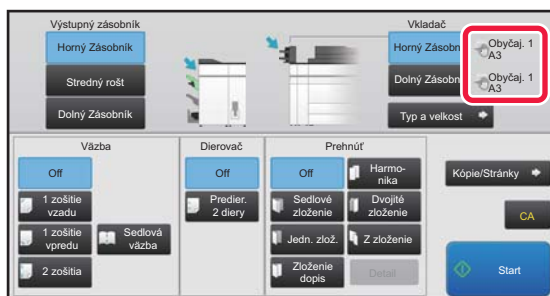 Výstupný zásobník
Vkladač
Horný Zásobník
Stredný rošt
Dolný Zásobník
Horný Zásobn
Obyčaj. 1
A3
Dolný Zásobn
Obyčaj. 1
A3
Typ a velkost
Väzba
Dierovač
Prehnúť
Off
1 zošitie
vzadu
1 zošitie
vpredu
2 zošitia
Sedlová
väzba
Off
Predier.
2 diery
Off
Harmo-
nika
Sedlové
zloženie
Dvojité
zloženie
Jedn. zlož.
Z zloženie
Zloženie
dopis
Detail
Kópie/Stránky
CA
Start